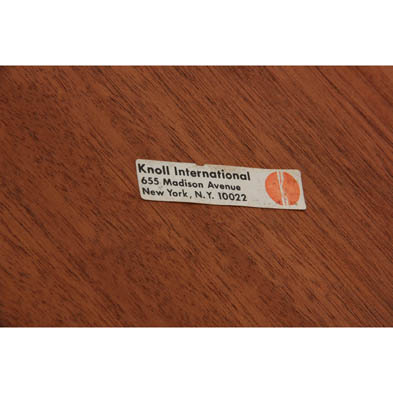 Knoll International
655 Madison Avenue
New York, N.Y. 10022